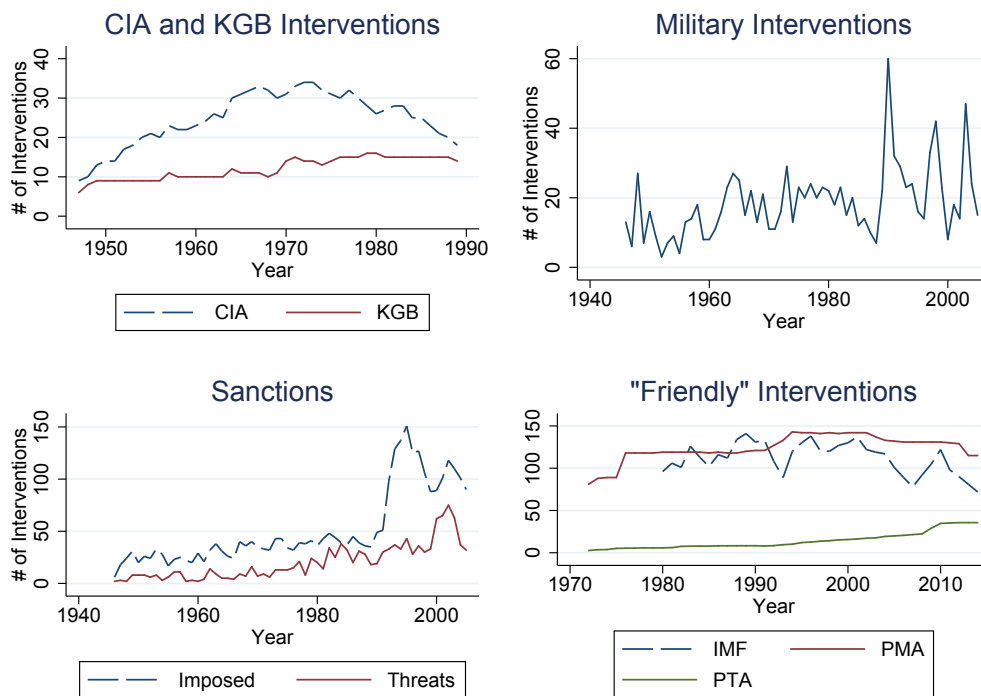 CIA and KGB Interventions
# of Interventions
40
30
20
10
0
1950 1960 1970 1980 1990
Year
CIA KGB
Military Interventions
# of Interventions
60
40
20
0
1940 1960 1980 2000
Year
Sanctions
# of Interventions
150
100
50
0
1940 1960 1980 2000
Year
Imposed Threats
"Friendly" Interventions
# of Interventions
150
100
50
0
1970 1980 1990 2000 2010
Year
IMF PMA
PTA